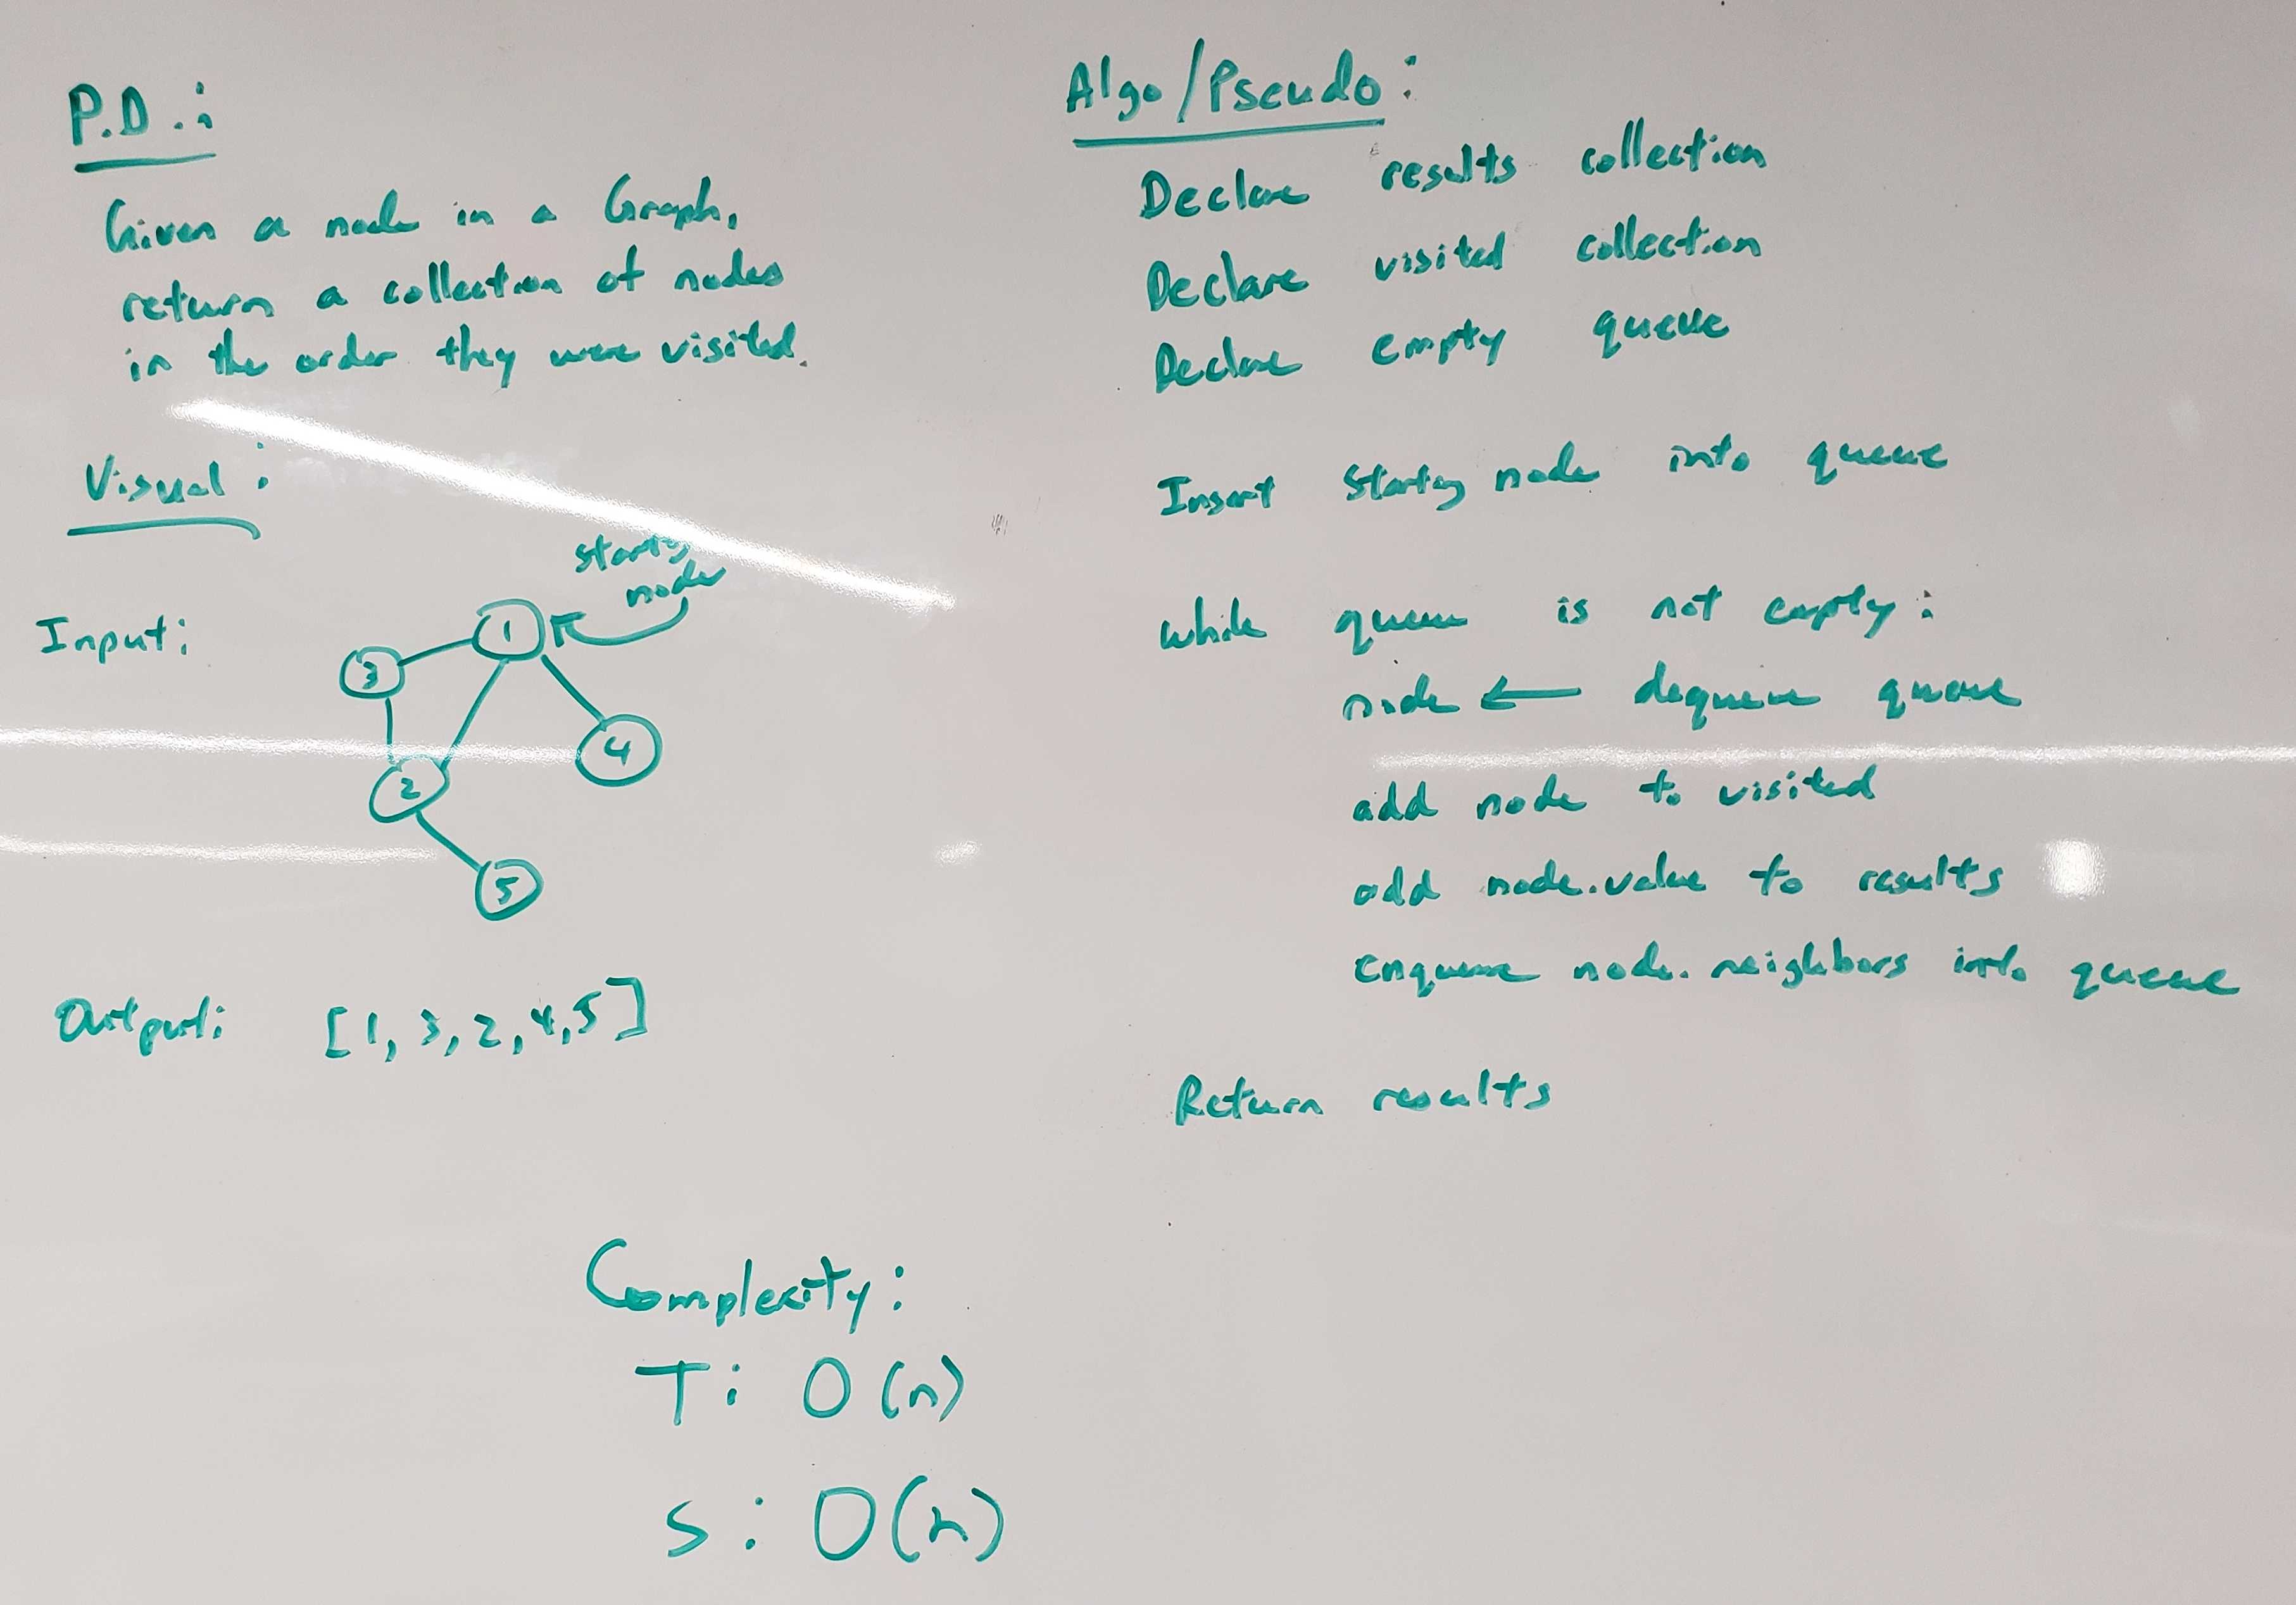 P.D.:
Given a node in a Graph,
return a collection of nodes
in the order they were visited.
Visual:
Input:
starting
node
1
3
2
4
5
Output: [1, 3, 2, 4, 5]
Algo/Pseudo:
Declare results collection
Declare visited collection
Declare empty queue
Insert starting node into queue
while queue is not empty:
node ← dequeue queue
add node to visited
add node.value to results
enqueue node.neighbors into queue
Return results
Complexity:
T: O(n)
S: O(n)